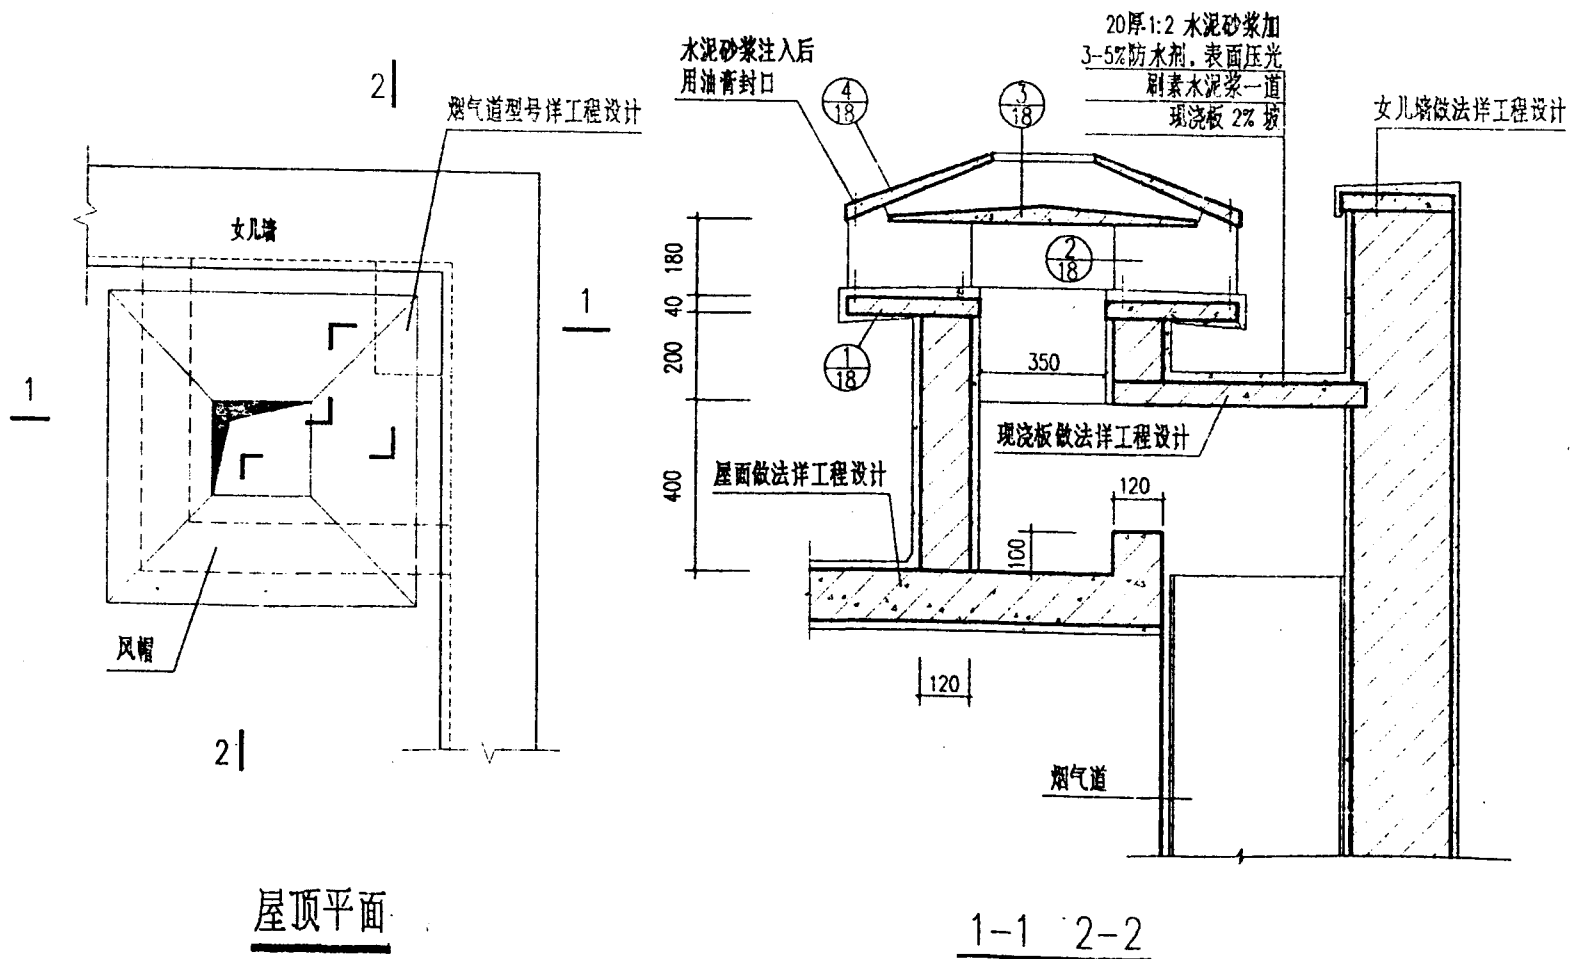 2
烟气道型号详工程设计
女儿墙
1
1
风帽
2
屋顶平面
水泥砂浆注入后
用油膏封口
4
18
3
18
20厚1:2 水泥砂浆加
3-5%防水剂，表面压光
刷素水泥浆一道
现浇板 2% 坡
女儿墙做法详工程设计
180
40
200
400
2
18
1
18
350
现浇板做法详工程设计
屋面做法详工程设计
120
100
120
烟气道
1-1 2-2